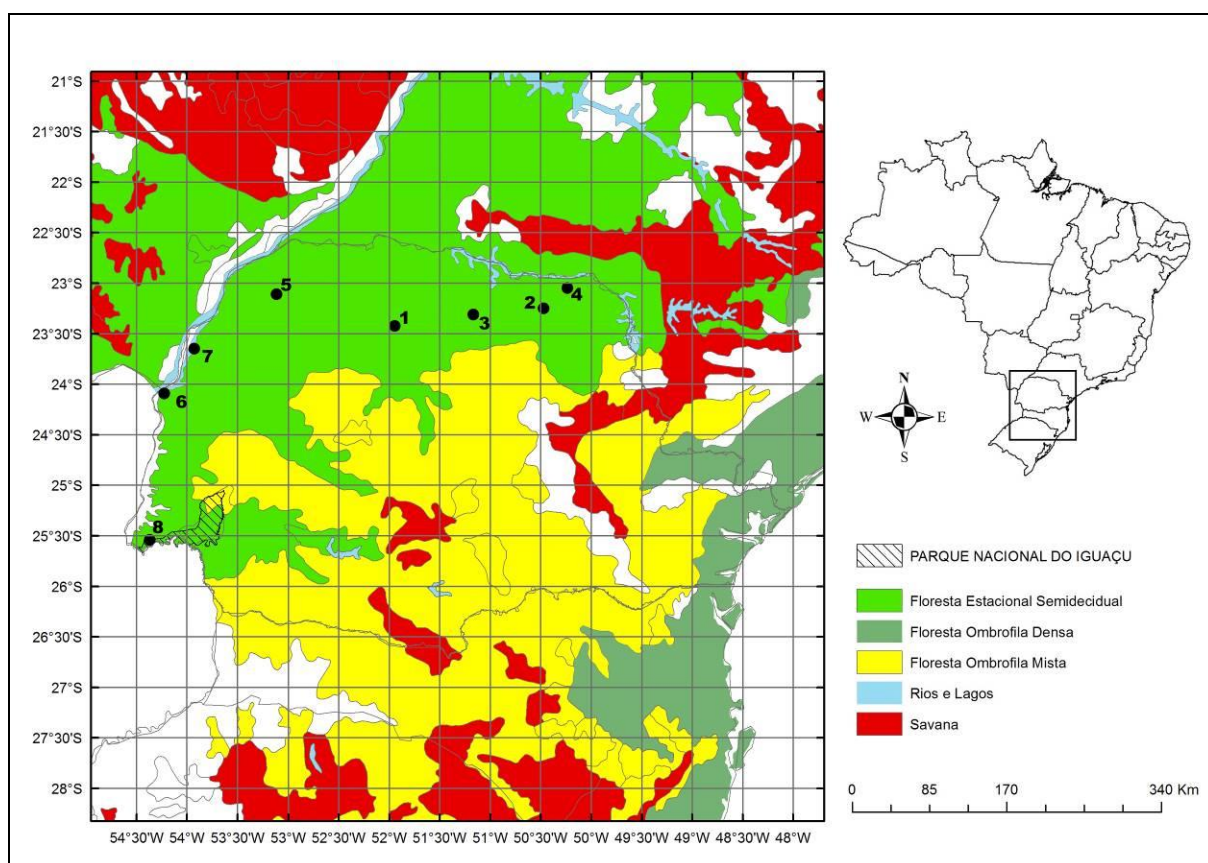 21°S
21°30'S
22°S
22°30'S
23°S
23°30'S
24°S
24°30'S
25°S
25°30'S
26°S
26°30'S
27°S
27°30'S
28°S
5
4
2
3
1
7
6
8
54°30'W 54°W 53°30'W 53°W 52°30'W 52°W 51°30'W 51°W 50°30'W 50°W 49°30'W 49°W 48°30'W 48°W
N
W E
S
PARQUE NACIONAL DO IGUAÇU
Floresta Estacional Semidecidual
Floresta Ombrofila Densa
Floresta Ombrofila Mista
Rios e Lagos
Savana
0 85 170 340 Km